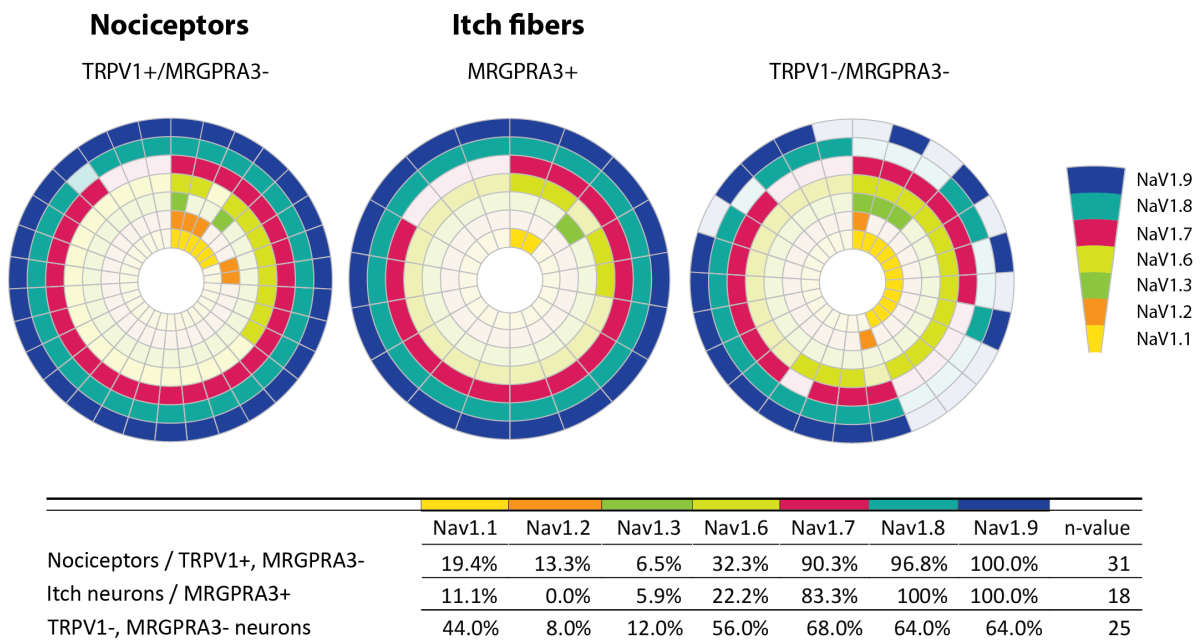 Nociceptors Itch fibers
TRPV1+/MRGPRA3- MRGPRA3+ TRPV1-/MRGPRA3-
NaV1.9
NaV1.8
NaV1.7
NaV1.6
NaV1.3
NaV1.2
NaV1.1
Nav1.1 Nav1.2 Nav1.3 Nav1.6 Nav1.7 Nav1.8 Nav1.9 n-value
Nociceptors / TRPV1+, MRGPRA3- 19.4% 13.3% 6.5% 32.3% 90.3% 96.8% 100.0% 31
Itch neurons / MRGPRA3+ 11.1% 0.0% 5.9% 22.2% 83.3% 100% 100.0% 18
TRPV1-, MRGPRA3- neurons 44.0% 8.0% 12.0% 56.0% 68.0% 64.0% 64.0% 25